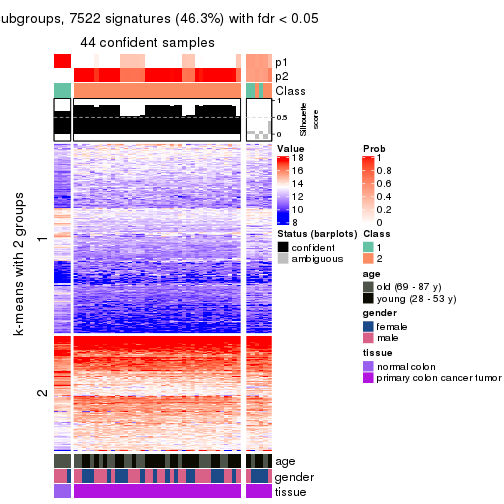 ubgroups, 7522 signatures (46.3%) with fdr < 0.05
44 confident samples
p1
p2
Class
1
0.5
0
Silhouette
score
k-means with 2 groups
1
2
Value
18
16
14
12
10
8
Prob
1
0.8
0.6
0.4
0.2
0
Status (barplots)
confident
ambiguous
Class
1
2
age
old (69 - 87 y)
young (28 - 53 y)
gender
female
male
tissue
normal colon
primary colon cancer tumor
age
gender
tissue